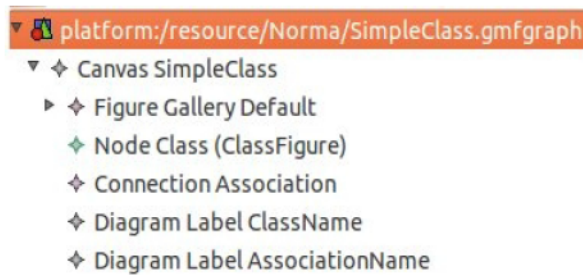 platform:/resource/Norma/SimpleClass.gmfgraph
Canvas SimpleClass
Figure Gallery Default
Node Class (ClassFigure)
Connection Association
Diagram Label ClassName
Diagram Label AssociationName